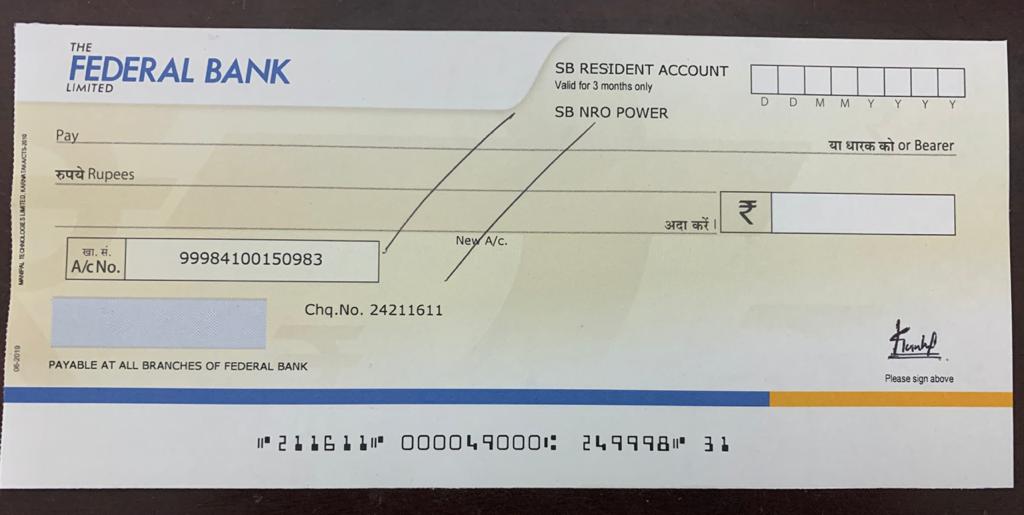 THE
FEDERAL BANK
LIMITED
SB RESIDENT ACCOUNT
Valid for 3 months only
D D M M Y Y Y Y
SB NRO POWER
Pay
या धारक को or Bearer
रुपये Rupees
अदा करें।
₹
खा. सं.
A/c No.
99984100150983
New A/c.
Chq.No. 24211611
PAYABLE AT ALL BRANCHES OF FEDERAL BANK
Please sign above
MANIPAL TECHNOLOGIES LIMITED, KARNATAKA/CTS-2010
06-2019
⑈211611⑈ 000049000⑆ 249998⑈ 31